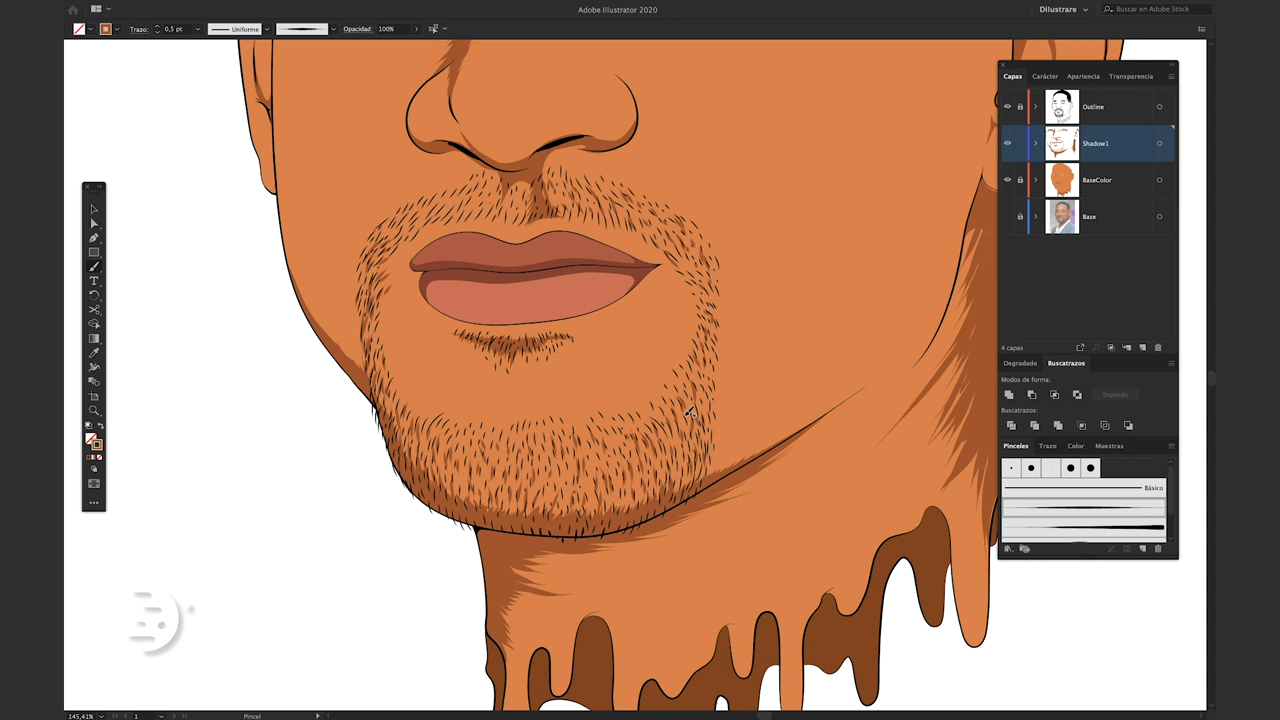 Adobe Illustrator 2020
Dilustrare
Buscar en Adobe Stock
Trazo: 0,5 pt Uniforme Opacidad: 100%
Capas Carácter Apariencia Transparencia
Outline
Shadow1
BaseColor
Base
4 capas
Degradado Buscatrazos
Modos de forma:
Expandir
Buscatrazos:
Pinceles Trazo Color Muestras
Básico
145,41% 1 Pincel